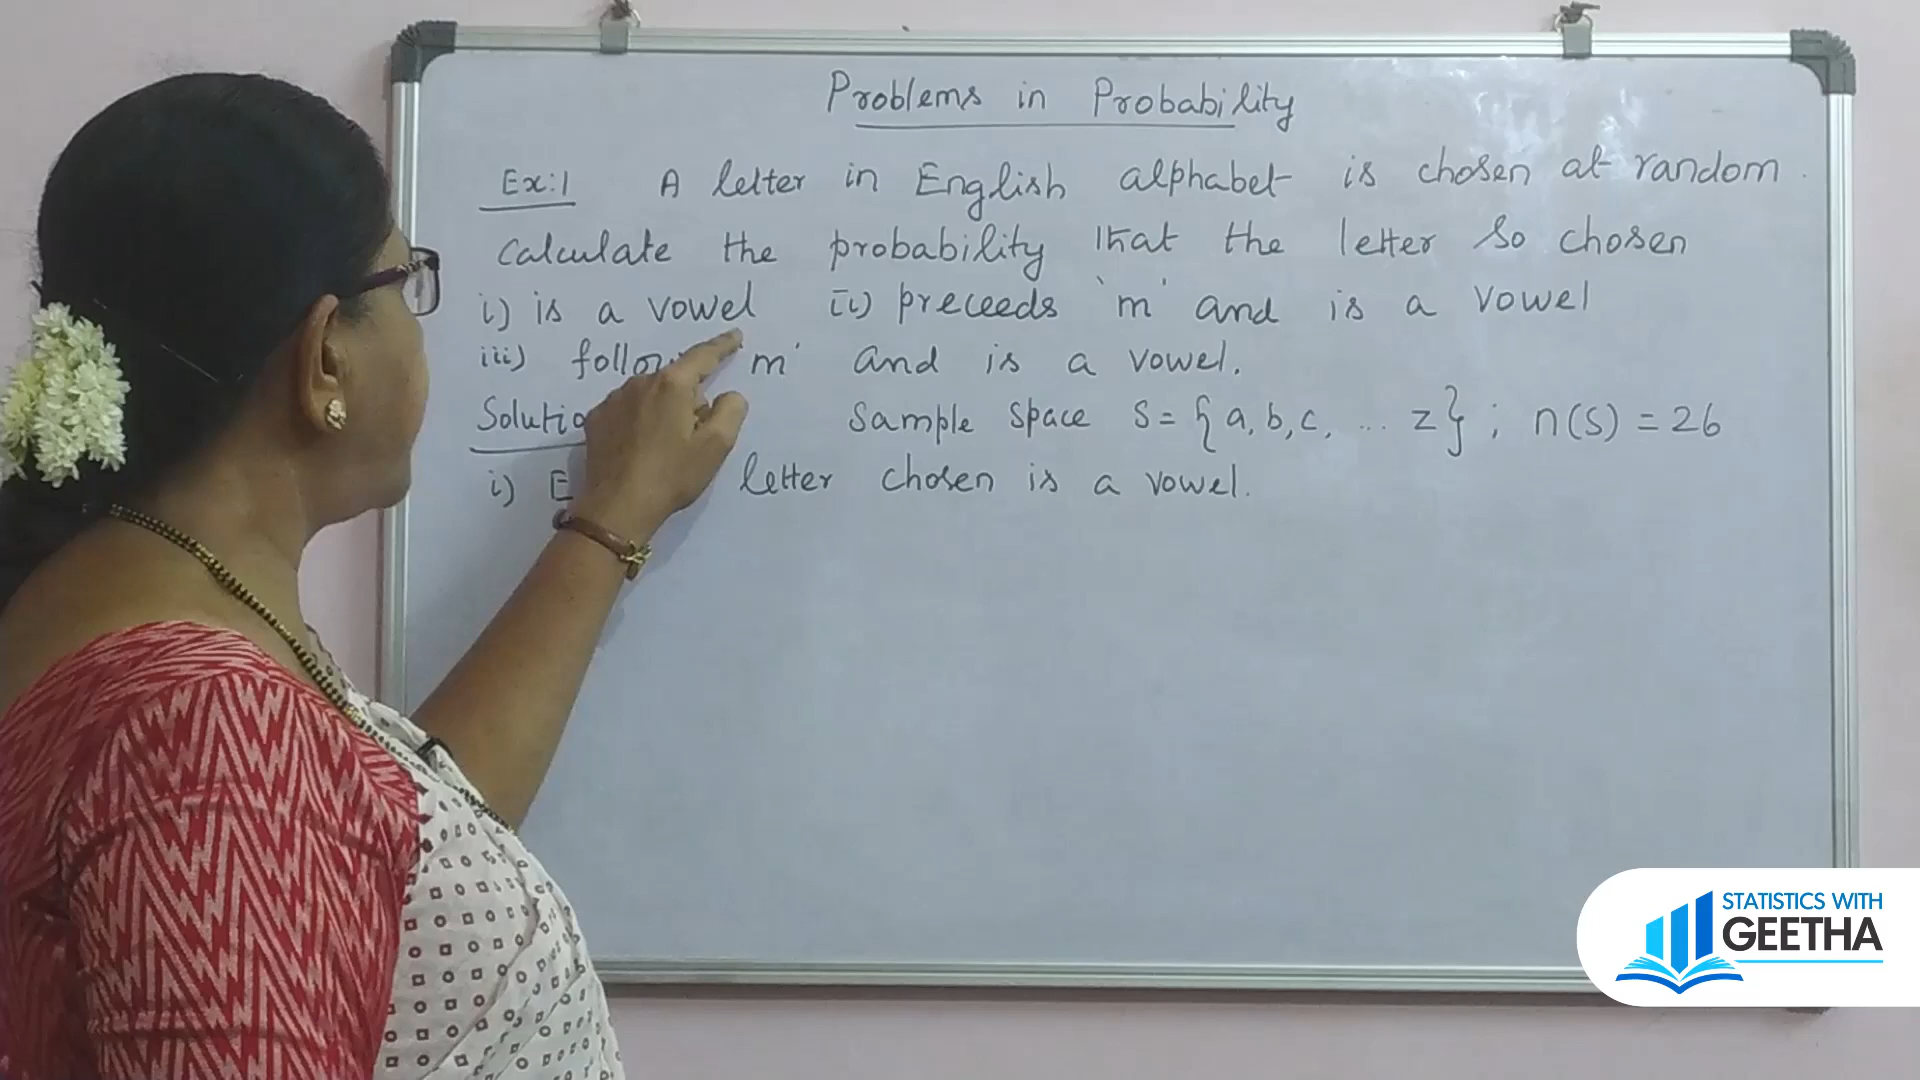 Problems in Probability
Ex:1 A letter in English alphabet is chosen at random.
Calculate the probability that the letter so chosen
i) is a vowel ii) preceeds 'm' and is a vowel
iii) follo 'm' and is a vowel.
Solutio Sample space S = {a, b, c, ... z} ; n(S) = 26
i) E letter chosen is a vowel.
STATISTICS WITH
GEETHA